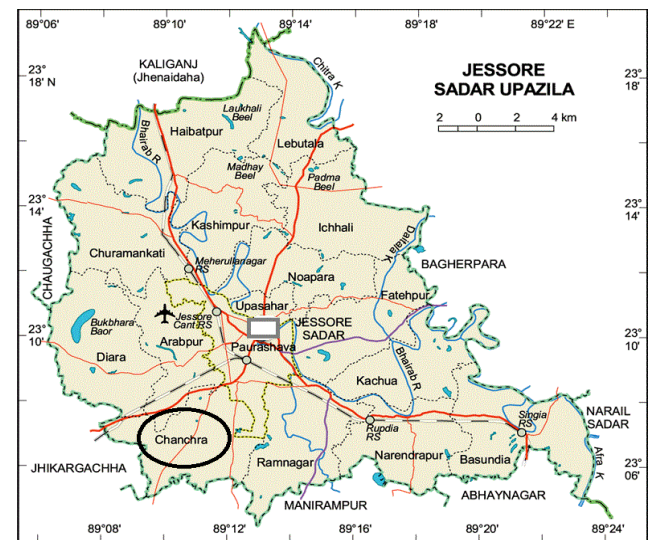 89°06'
89°10'
89°14'
89°18'
89°22' E
KALIGANJ
(Jhenaidaha)
JESSORE
SADAR UPAZILA
2 0 2 4 km
23°
18' N
23°
18'
Chitra K
Laukhali
Beel
Haibatpur
Bhairab R
Lebutala
Madhay
Beel
Padma
Beel
23°
14'
23°
14'
Kashimpur
Ichhali
Daitala K
CHAUGACHHA
Churamankati
Meherullanagar
RS
BAGHERPARA
Noapara
Fatehpur
Upasahar
Jessore
Cant RS
JESSORE
SADAR
Bukbhara
Baor
Arabpur
Paurashava
23°
10'
23°
10'
Diara
Bhairab R
Kachua
Singia
RS
NARAIL
SADAR
Rupdia
RS
Chanchra
JHIKARGACHHA
Ramnagar
Narendrapur
Basundia
Afra K
23°
06'
MANIRAMPUR
ABHAYNAGAR
89°08'
89°12'
89°16'
89°20'
89°24'